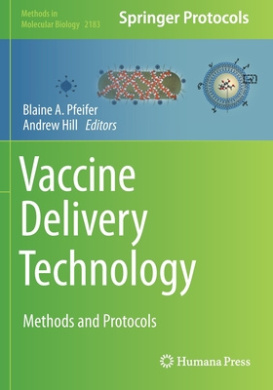 Methods in
Molecular Biology 2183
Springer Protocols
Blaine A. Pfeifer
Andrew Hill Editors
Vaccine
Delivery
Technology
Methods and Protocols
Humana Press